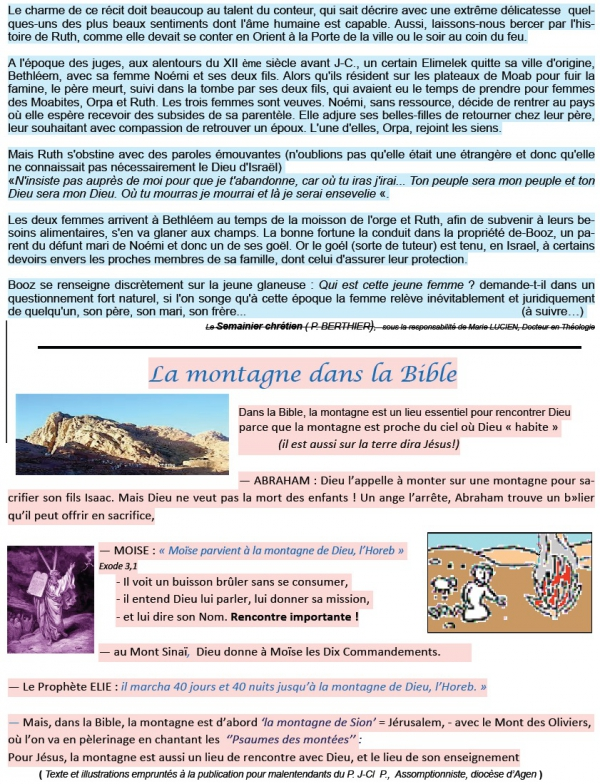 Le charme de ce récit doit beaucoup au talent du conteur, qui sait décrire avec une extrême délicatesse quel-
ques-uns des plus beaux sentiments dont l'âme humaine est capable. Aussi, laissons-nous bercer par l'his-
toire de Ruth, comme elle devait se conter en Orient à la Porte de la ville ou le soir au coin du feu.
A l'époque des juges, aux alentours du XII ème siècle avant J-C., un certain Elimelek quitte sa ville d'origine,
Bethléem, avec sa femme Noémi et ses deux fils. Alors qu'ils résident sur les plateaux de Moab pour fuir la
famine, le père meurt, suivi dans la tombe par ses deux fils, qui avaient eu le temps de prendre pour femmes
des Moabites, Orpa et Ruth. Les trois femmes sont veuves. Noémi, sans ressource, décide de rentrer au pays
où elle espère recevoir des subsides de sa parentèle. Elle adjure ses belles-filles de retourner chez leur père,
leur souhaitant avec compassion de retrouver un époux. L'une d'elles, Orpa, rejoint les siens.
Mais Ruth s'obstine avec des paroles émouvantes (n'oublions pas qu'elle était une étrangère et donc qu'elle
ne connaissait pas nécessairement le Dieu d'Israël)
«N'insiste pas auprès de moi pour que je t'abandonne, car où tu iras j'irai... Ton peuple sera mon peuple et ton
Dieu sera mon Dieu. Où tu mourras je mourrai et là je serai ensevelie «.
Les deux femmes arrivent à Bethléem au temps de la moisson de l'orge et Ruth, afin de subvenir à leurs be-
soins alimentaires, s'en va glaner aux champs. La bonne fortune la conduit dans la propriété de-Booz, un pa-
rent du défunt mari de Noémi et donc un de ses goël. Or le goél (sorte de tuteur) est tenu, en Israel, à certains
devoirs envers les proches membres de sa famille, dont celui d'assurer leur protection.
Booz se renseigne discrètement sur la jeune glaneuse : Qui est cette jeune femme ? demande-t-il dans un
questionnement fort naturel, si l'on songe qu'à cette époque la femme relève inévitablement et juridiquement
de quelqu'un, son père, son mari, son frère... (à suivre…)
Le Semainier chrétien ( P. BERTHIER), sous la responsabilité de Marie LUCIEN, Docteur en Théologie
La montagne dans la Bible
Dans la Bible, la montagne est un lieu essentiel pour rencontrer Dieu
parce que la montagne est proche du ciel où Dieu « habite »
(il est aussi sur la terre dira Jésus!)
— ABRAHAM : Dieu l'appelle à monter sur une montagne pour sa-
crifier son fils Isaac. Mais Dieu ne veut pas la mort des enfants ! Un ange l'arrête, Abraham trouve un b»lier
qu'il peut offrir en sacrifice,
— MOISE : « Moïse parvient à la montagne de Dieu, l'Horeb »
Exode 3,1
- Il voit un buisson brûler sans se consumer,
- il entend Dieu lui parler, lui donner sa mission,
- et lui dire son Nom. Rencontre importante !
— au Mont Sinaï, Dieu donne à Moïse les Dix Commandements.
— Le Prophète ELIE : il marcha 40 jours et 40 nuits jusqu'à la montagne de Dieu, l'Horeb. »
— Mais, dans la Bible, la montagne est d'abord 'la montagne de Sion' = Jérusalem, - avec le Mont des Oliviers,
où l'on va en pèlerinage en chantant les ‘'Psaumes des montées'' :
Pour Jésus, la montagne est aussi un lieu de rencontre avec Dieu, et le lieu de son enseignement
( Texte et illustrations empruntés à la publication pour malentendants du P. J-Cl P., Assomptionniste, diocèse d'Agen )